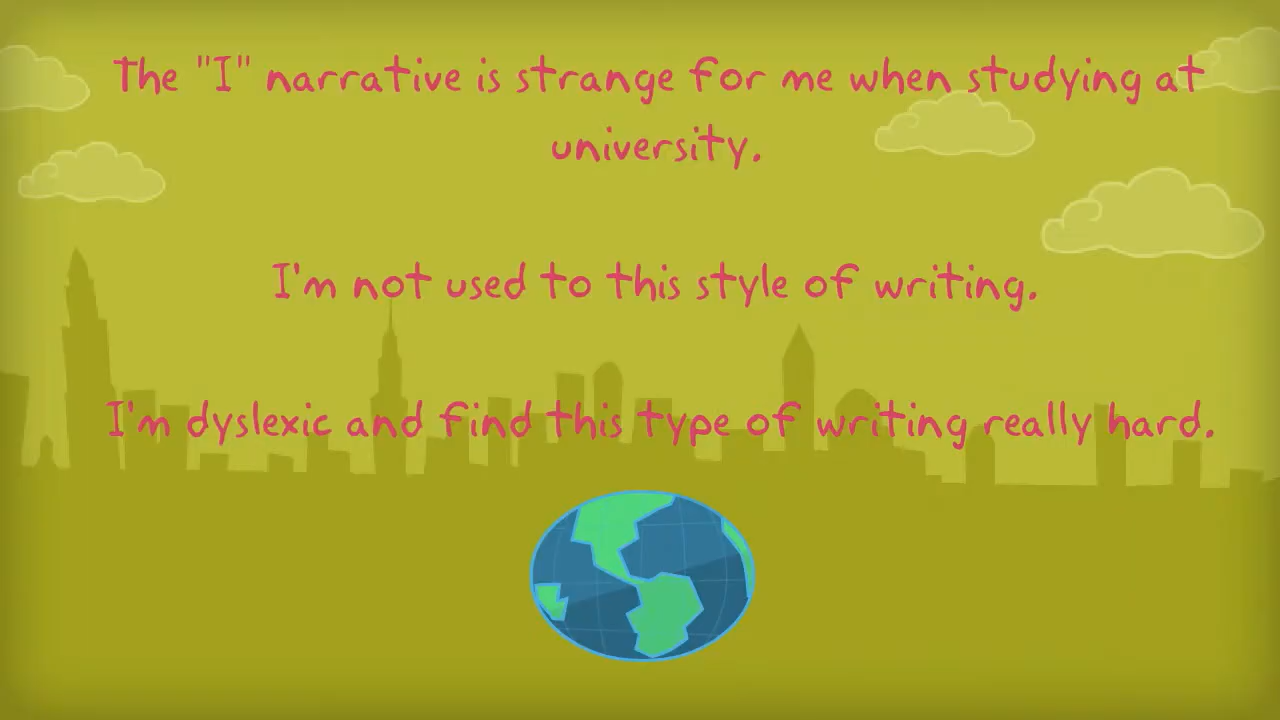 The "I" narrative is strange for me when studying at
university.
I'm not used to this style of writing.
I'm dyslexic and find this type of writing really hard.